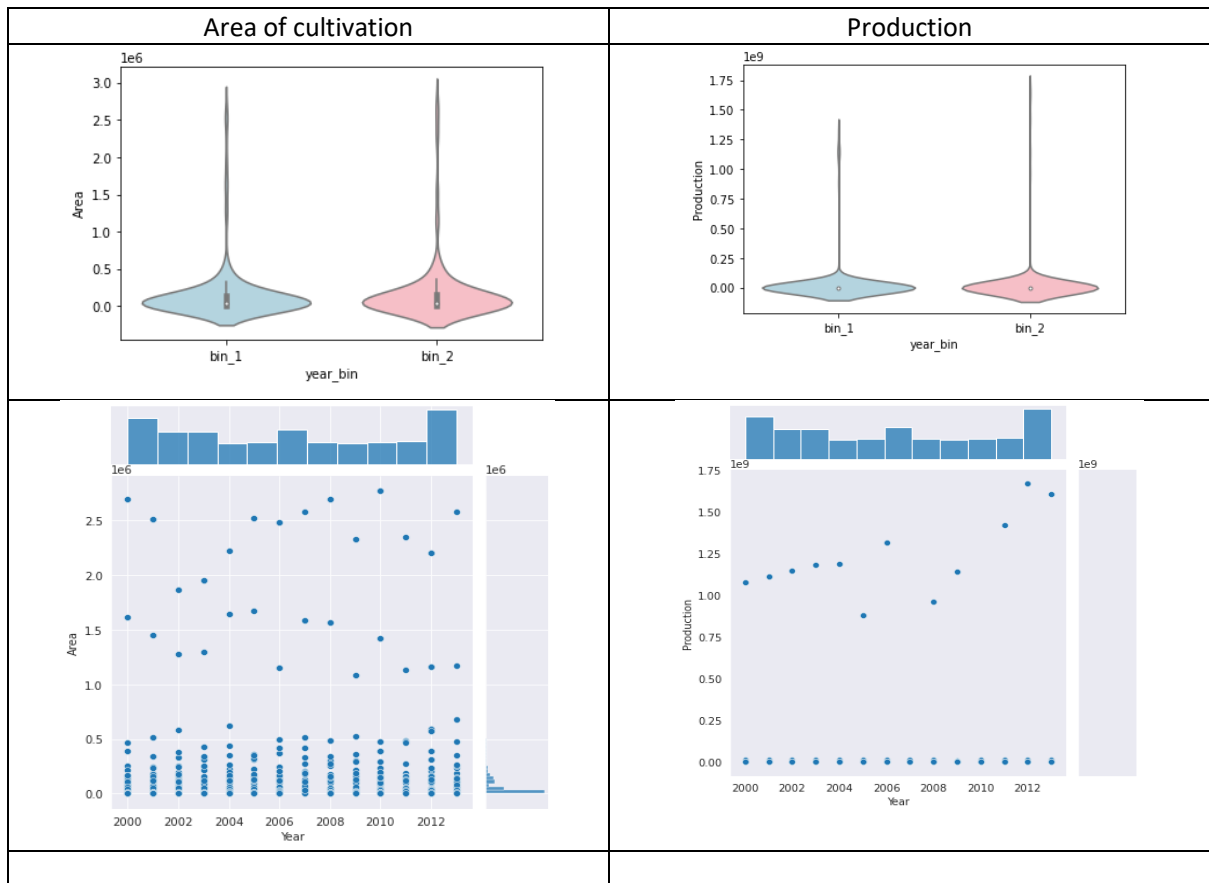 Area of cultivation
Production
1e6
3.0
2.5
2.0
1.5
1.0
0.5
0.0
Area
bin_1 bin_2
year_bin
1e9
1.75
1.50
1.25
1.00
0.75
0.50
0.25
0.00
Production
bin_1 bin_2
year_bin
1e6
1e6
2.5
2.0
1.5
1.0
0.5
0.0
Area
2000 2002 2004 2006 2008 2010 2012
Year
1e9
1e9
1.75
1.50
1.25
1.00
0.75
0.50
0.25
0.00
Production
2000 2002 2004 2006 2008 2010 2012
Year